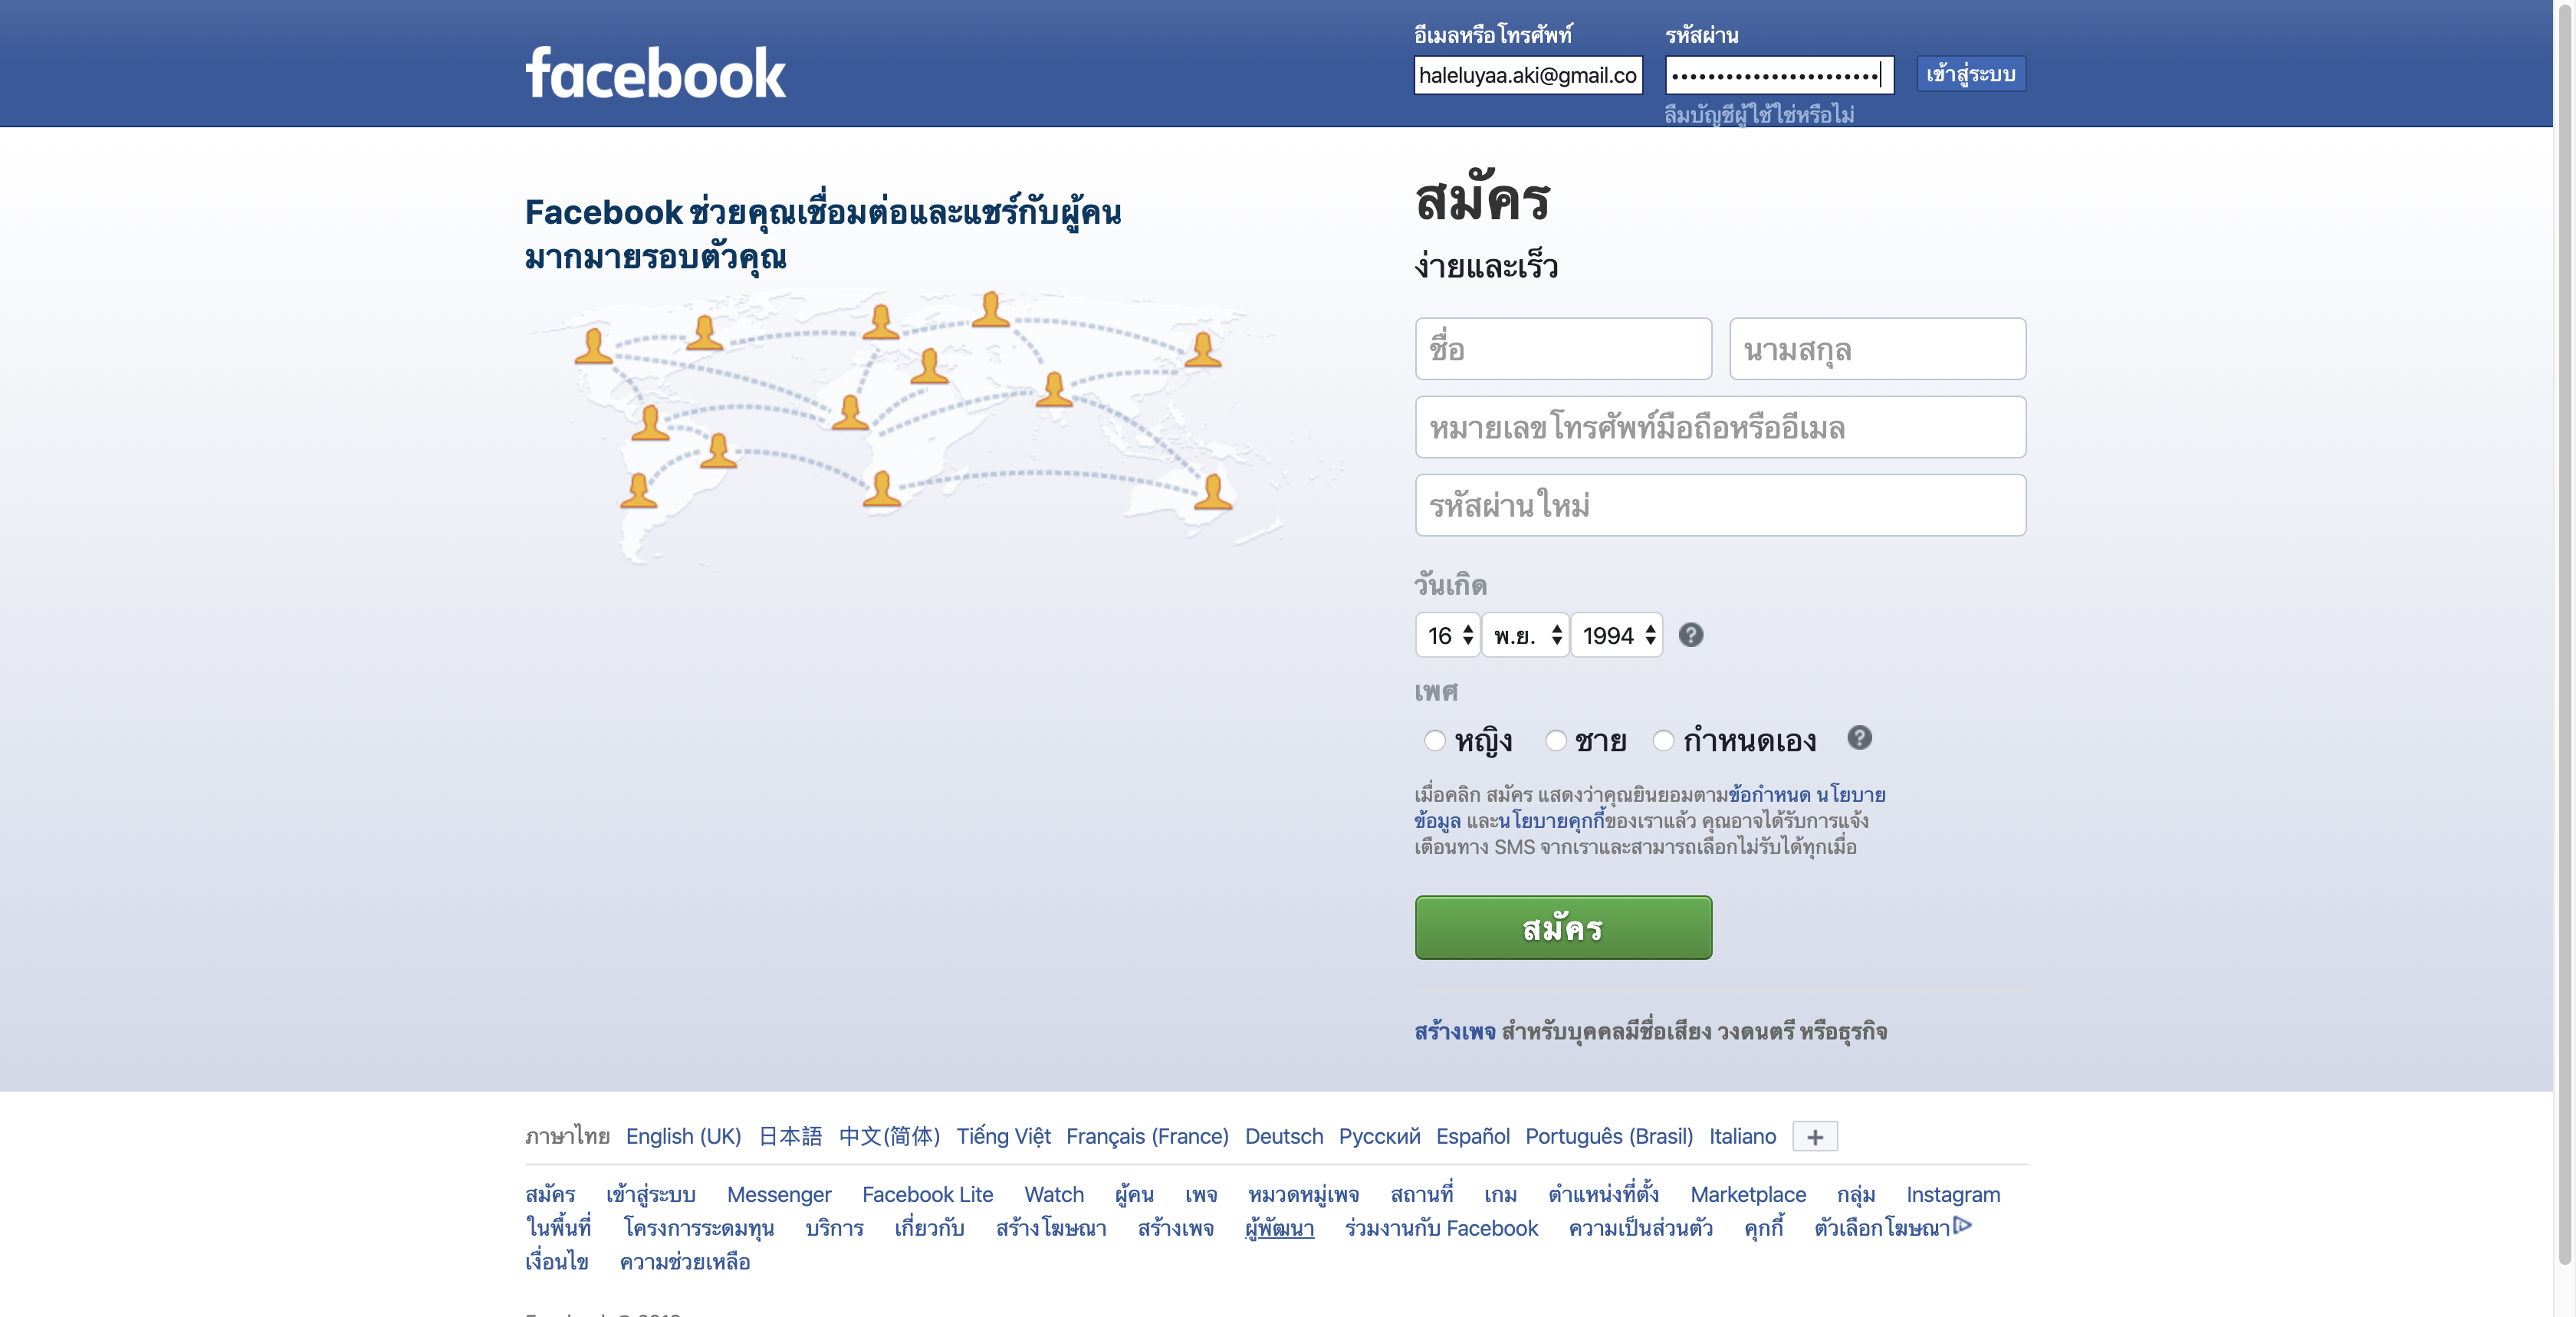 facebook
อีเมลหรือโทรศัพท์ รหัสผ่าน
haleluyaa.aki@gmail.co ••••••••••••••••••••••• เข้าสู่ระบบ
ลืมบัญชีผู้ใช้ใช่หรือไม่
Facebook ช่วยคุณเชื่อมต่อและแชร์กับผู้คน
มากมายรอบตัวคุณ
สมัคร
ง่ายและเร็ว
ชื่อ นามสกุล
หมายเลขโทรศัพท์มือถือหรืออีเมล
รหัสผ่านใหม่
วันเกิด
16 พ.ย. 1994 ?
เพศ
หญิง ชาย กำหนดเอง ?
เมื่อคลิก สมัคร แสดงว่าคุณยินยอมตามข้อกำหนด นโยบาย
ข้อมูล และนโยบายคุกกี้ของเราแล้ว คุณอาจได้รับการแจ้ง
เตือนทาง SMS จากเราและสามารถเลือกไม่รับได้ทุกเมื่อ
สมัคร
สร้างเพจ สำหรับบุคคลมีชื่อเสียง วงดนตรี หรือธุรกิจ
ภาษาไทย English (UK) 日本語 中文(简体) Tiếng Việt Français (France) Deutsch Русский Español Português (Brasil) Italiano +
สมัคร เข้าสู่ระบบ Messenger Facebook Lite Watch ผู้คน เพจ หมวดหมู่เพจ สถานที่ เกม ตำแหน่งที่ตั้ง Marketplace กลุ่ม Instagram
ในพื้นที่ โครงการระดมทุน บริการ เกี่ยวกับ สร้างโฆษณา สร้างเพจ ผู้พัฒนา ร่วมงานกับ Facebook ความเป็นส่วนตัว คุกกี้ ตัวเลือกโฆษณา
เงื่อนไข ความช่วยเหลือ